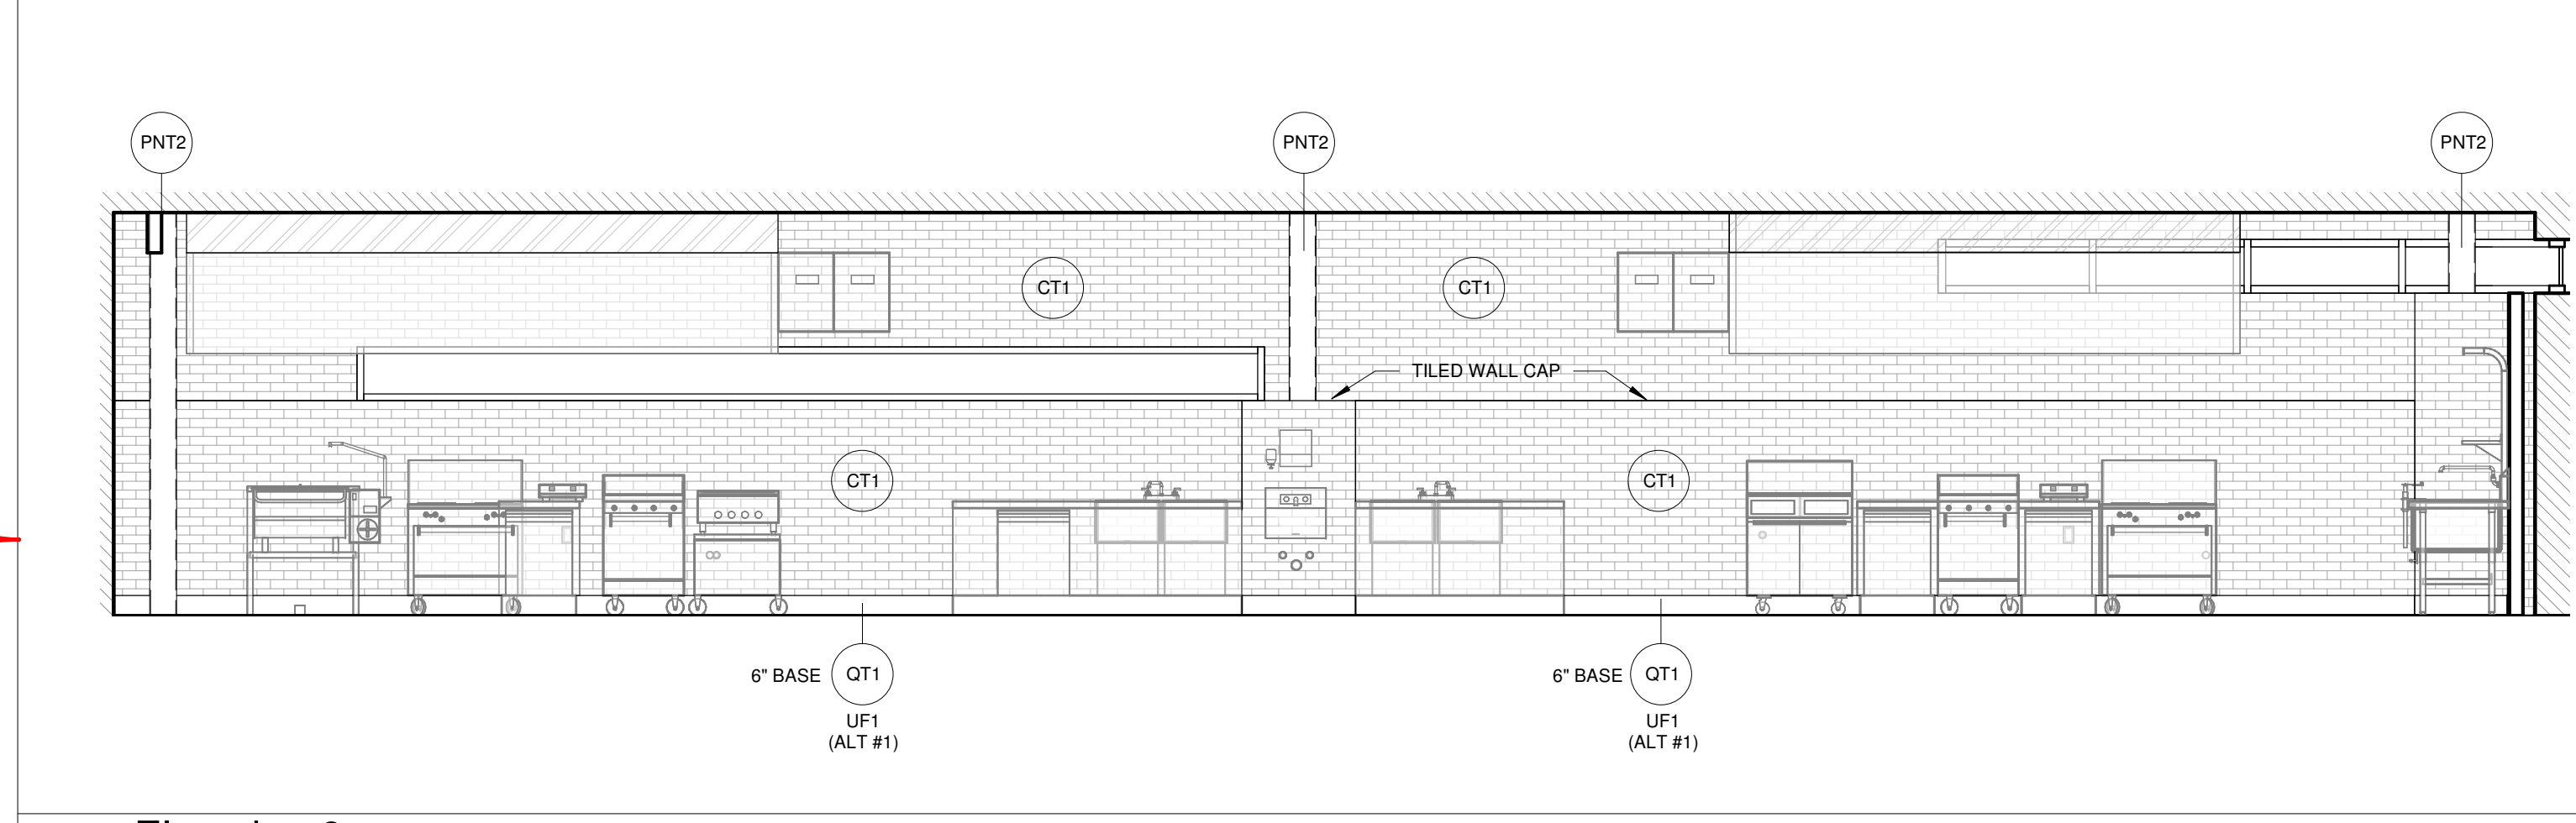 PNT2
PNT2
PNT2
CT1
CT1
TILED WALL CAP
CT1
CT1
6" BASE
QT1
UF1
(ALT #1)
6" BASE
QT1
UF1
(ALT #1)